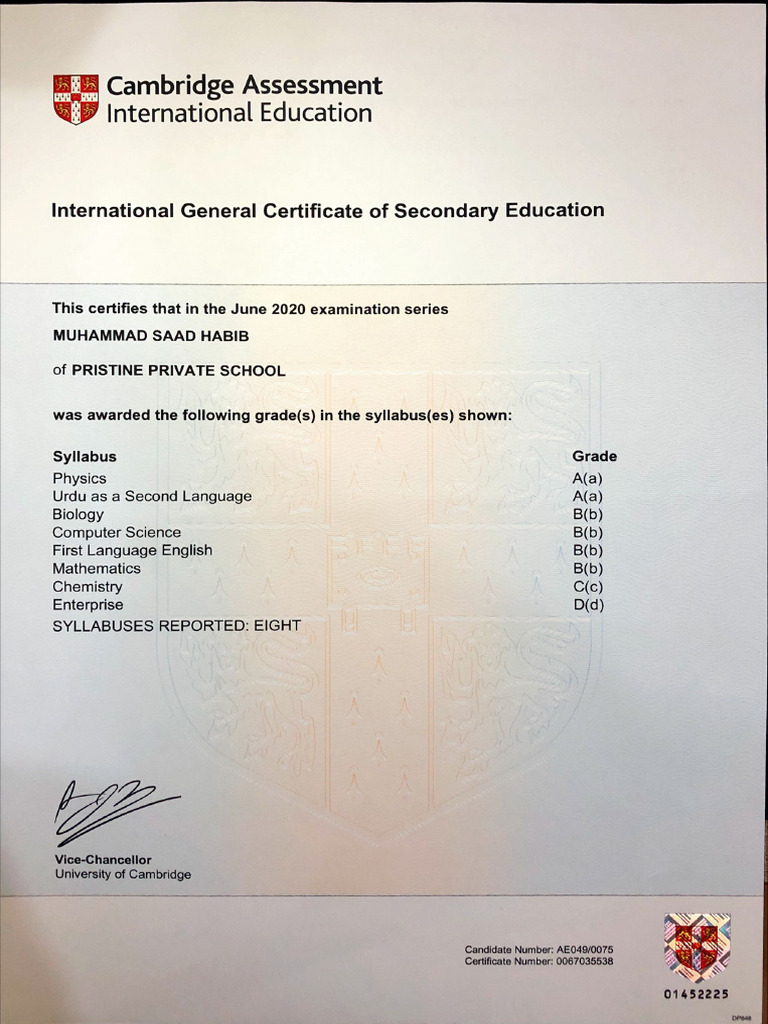 Cambridge Assessment
International Education
International General Certificate of Secondary Education
This certifies that in the June 2020 examination series
MUHAMMAD SAAD HABIB
of PRISTINE PRIVATE SCHOOL
was awarded the following grade(s) in the syllabus(es) shown:
Syllabus Grade
Physics A(a)
Urdu as a Second Language A(a)
Biology B(b)
Computer Science B(b)
First Language English B(b)
Mathematics B(b)
Chemistry C(c)
Enterprise D(d)
SYLLABUSES REPORTED: EIGHT
Vice-Chancellor
University of Cambridge
Candidate Number: AE049/0075
Certificate Number: 0067035538
01452225